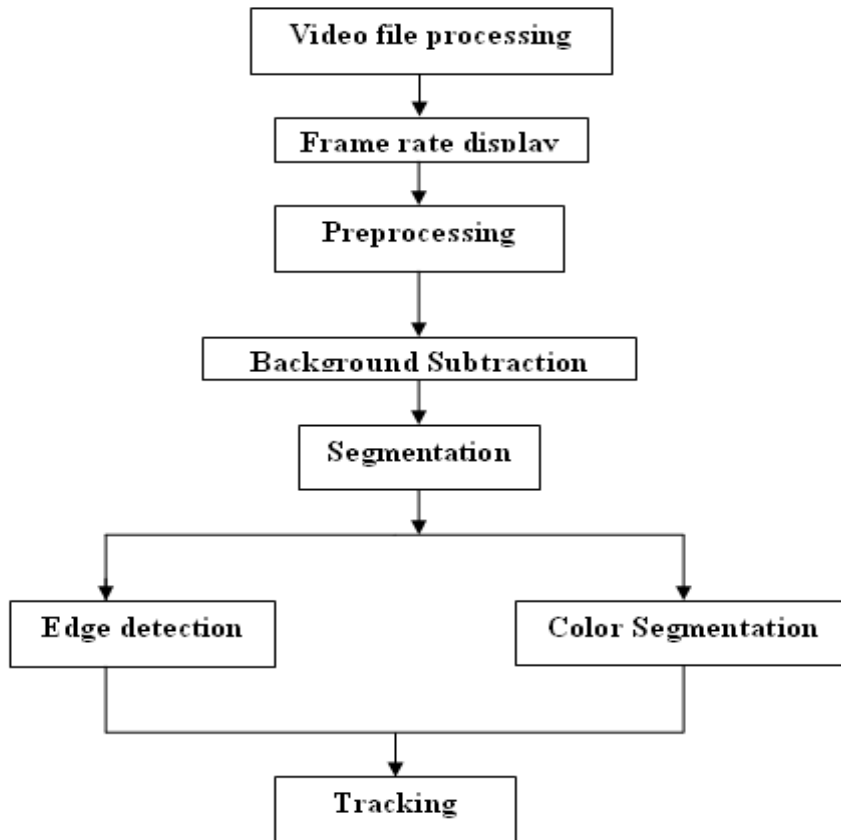 Video file processing
Frame rate display
Preprocessing
Background Subtraction
Segmentation
Edge detection
Color Segmentation
Tracking